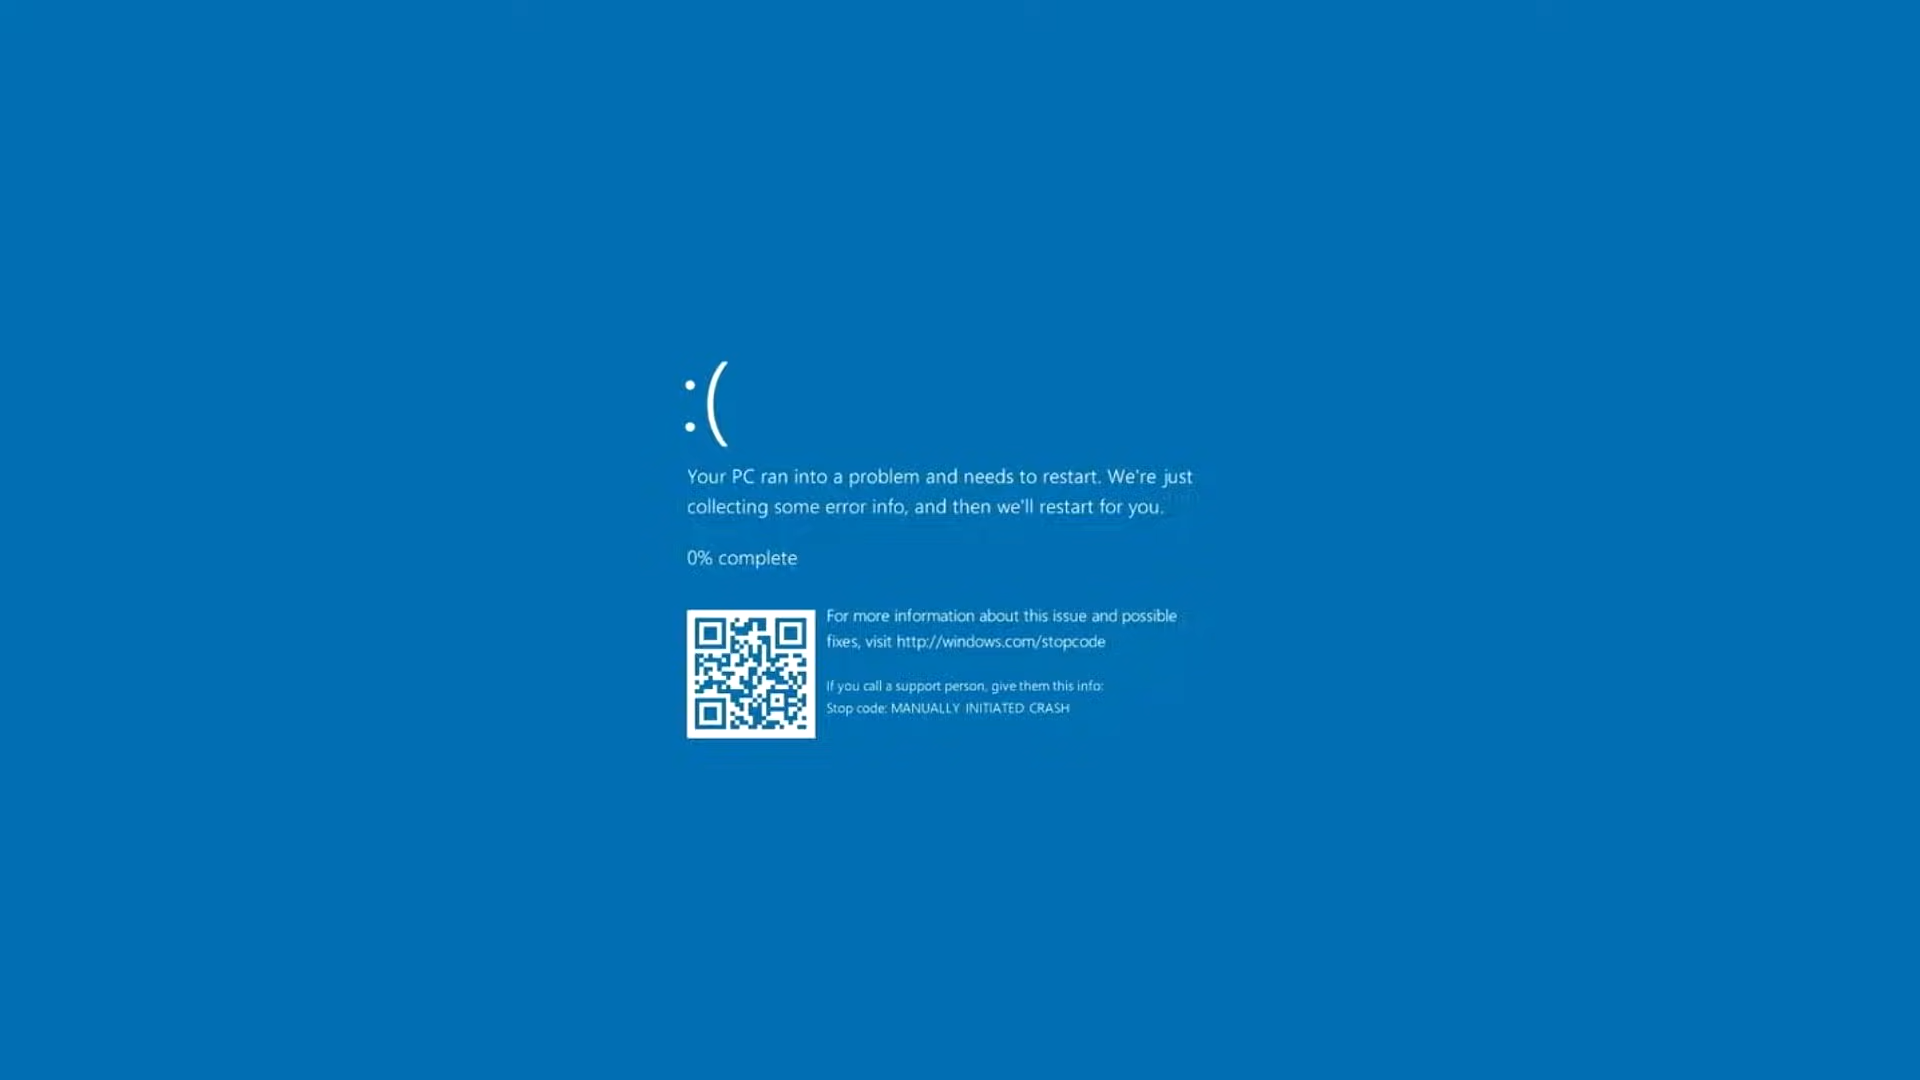 :(
Your PC ran into a problem and needs to restart. We're just
collecting some error info, and then we'll restart for you.
0% complete
For more information about this issue and possible
fixes, visit http://windows.com/stopcode
If you call a support person, give them this info:
Stop code: MANUALLY INITIATED CRASH